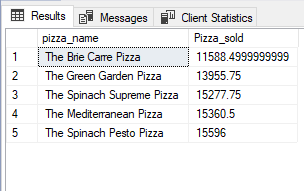 Results Messages Client Statistics
pizza_name Pizza_sold
1 The Brie Carre Pizza 11588.4999999999
2 The Green Garden Pizza 13955.75
3 The Spinach Supreme Pizza 15277.75
4 The Mediterranean Pizza 15360.5
5 The Spinach Pesto Pizza 15596